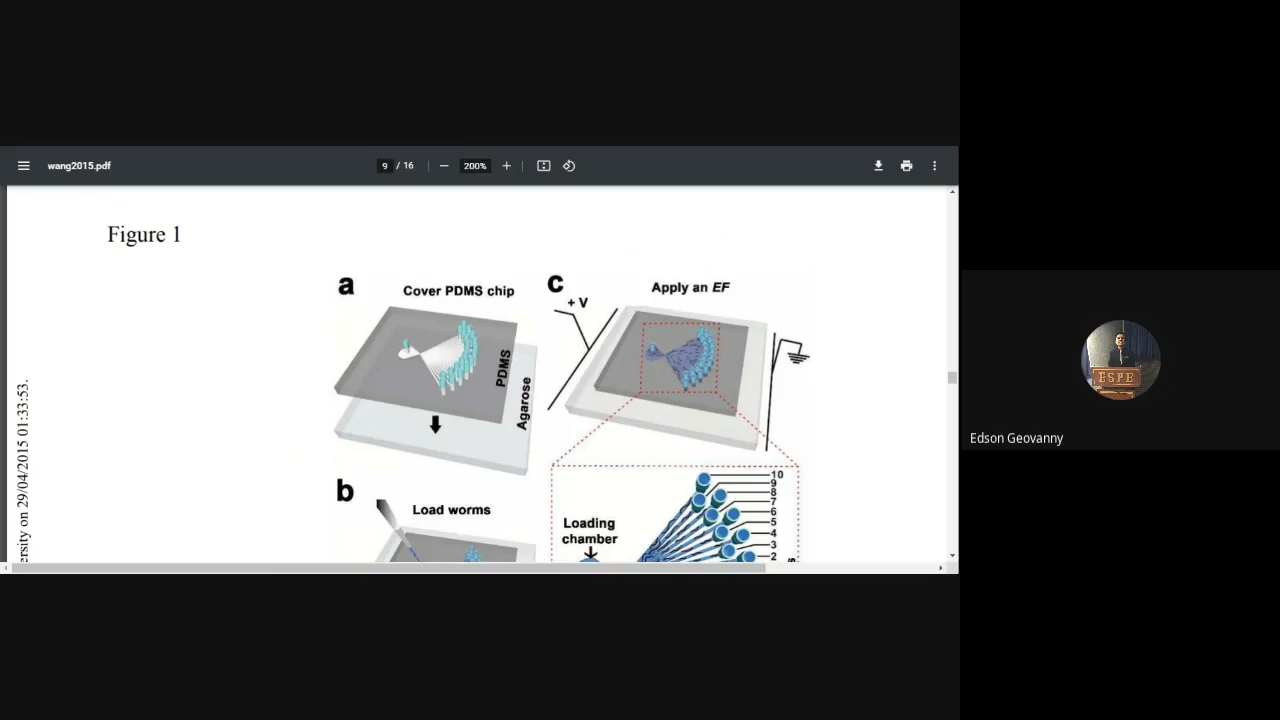 wang2015.pdf
9 / 16
200%
Figure 1
a
Cover PDMS chip
PDMS
Agarose
c
Apply an EF
+ V
b
Load worms
Loading
chamber
10
9
8
7
6
5
4
3
2
ersity on 29/04/2015 01:33:53.
ESPE
Edson Geovanny